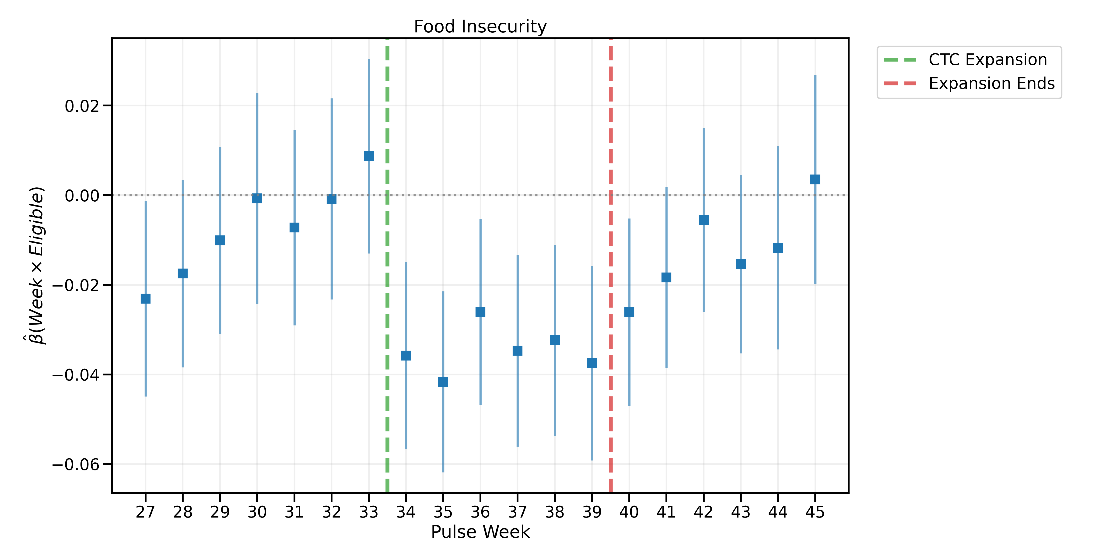 Food Insecurity
CTC Expansion
Expansion Ends
0.02
0.00
−0.02
−0.04
−0.06
β̂(Week × Eligible)
27 28 29 30 31 32 33 34 35 36 37 38 39 40 41 42 43 44 45
Pulse Week